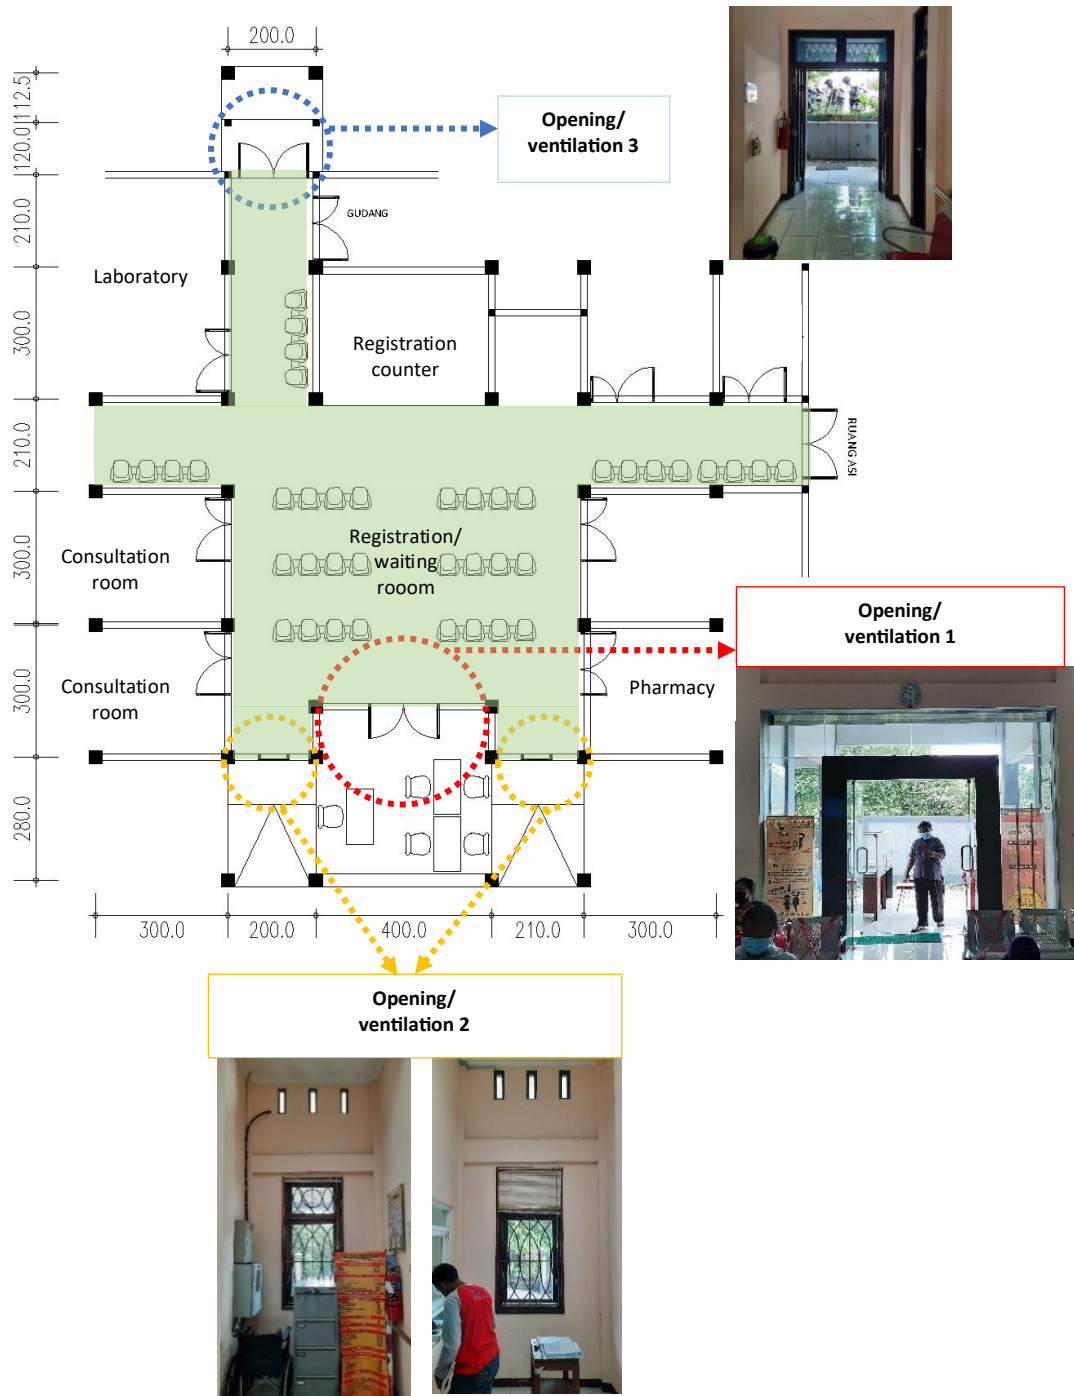 200.0
112.5
120.0
210.0
300.0
210.0
300.0
300.0
280.0
Opening/
ventilation 3
GUDANG
Laboratory
Registration
counter
RUANG ASI
Registration/
waiting
rooom
Consultation
room
Opening/
ventilation 1
Consultation
room
Pharmacy
300.0
200.0
400.0
210.0
300.0
Opening/
ventilation 2